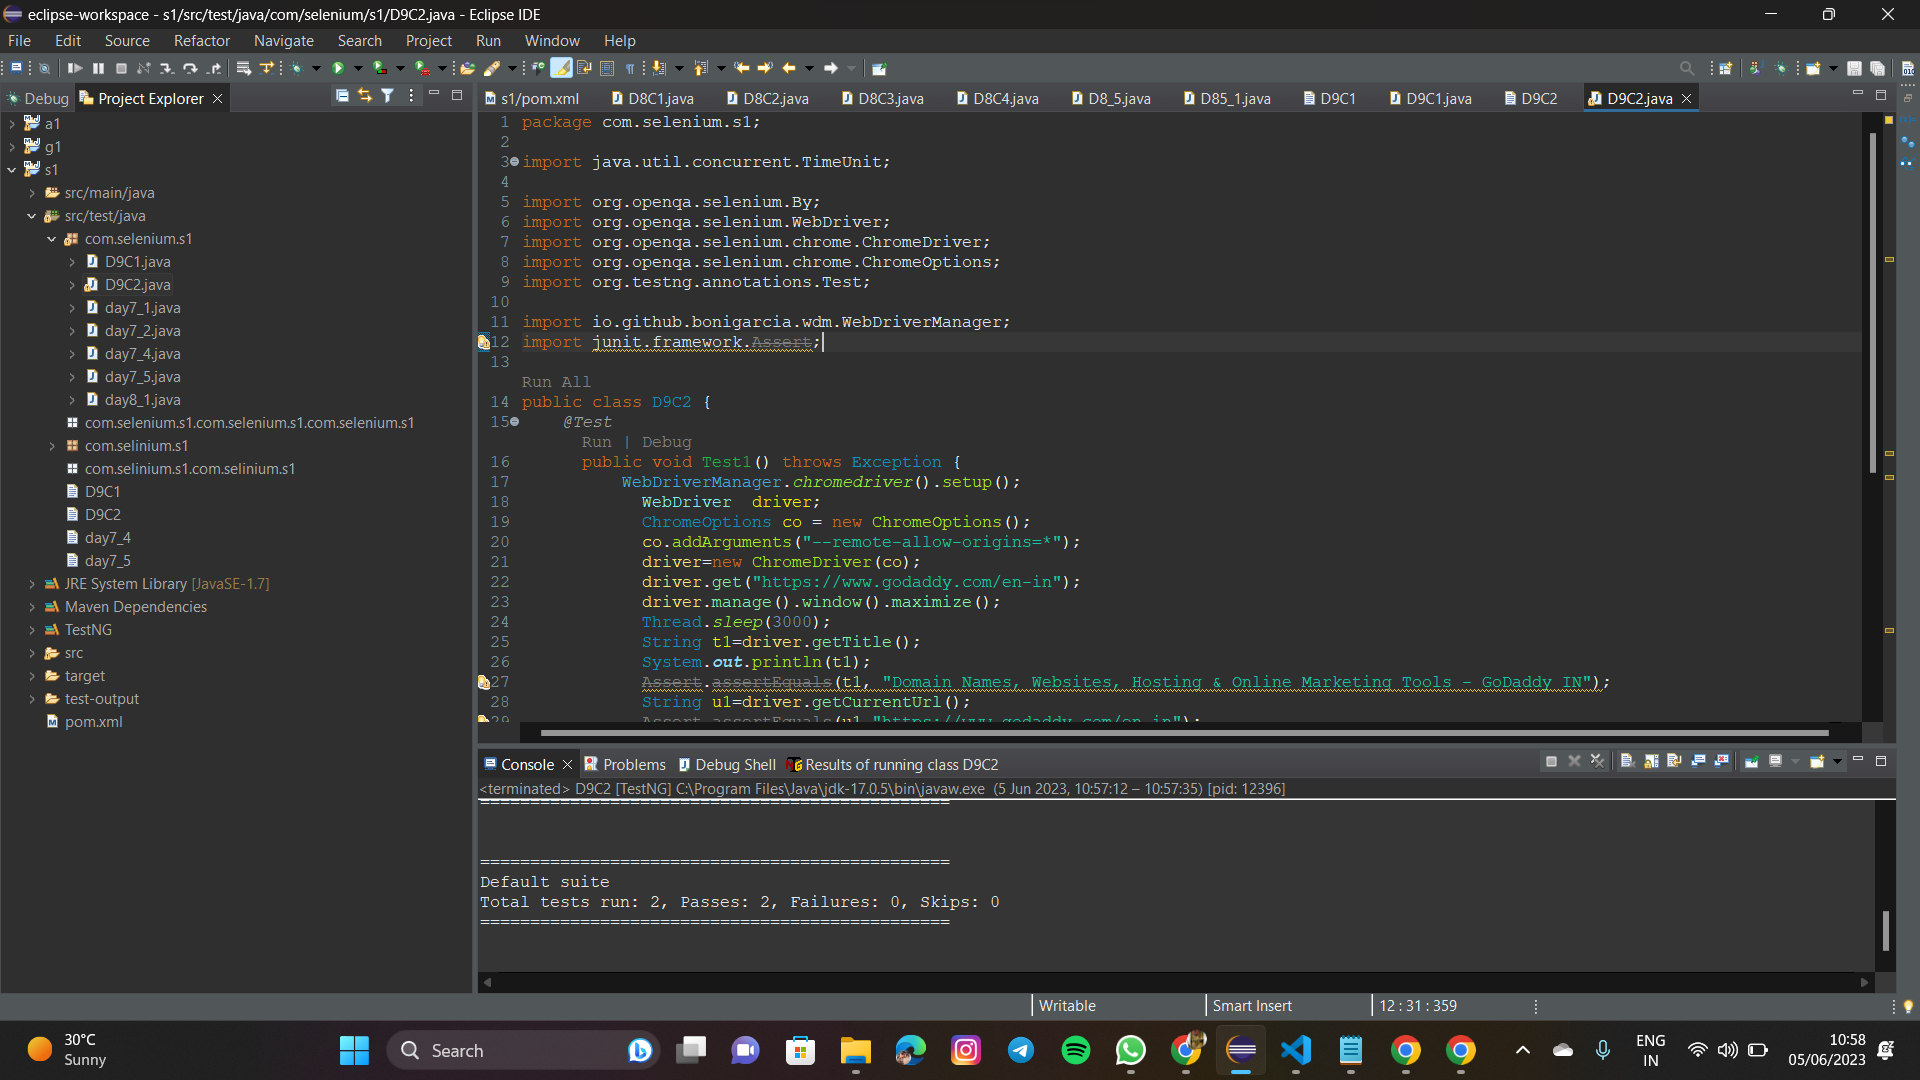 eclipse-workspace - s1/src/test/java/com/selenium/s1/D9C2.java - Eclipse IDE
File Edit Source Refactor Navigate Search Project Run Window Help
Debug Project Explorer
s1/pom.xml D8C1.java D8C2.java D8C3.java D8C4.java D8_5.java D85_1.java D9C1 D9C1.java D9C2 D9C2.java
a1
g1
s1
src/main/java
src/test/java
com.selenium.s1
D9C1.java
D9C2.java
day7_1.java
day7_2.java
day7_4.java
day7_5.java
day8_1.java
com.selenium.s1.com.selenium.s1.com.selenium.s1
com.selinium.s1
com.selinium.s1.com.selinium.s1
D9C1
D9C2
day7_4
day7_5
JRE System Library [JavaSE-1.7]
Maven Dependencies
TestNG
src
target
test-output
pom.xml
1 package com.selenium.s1;
2
3 import java.util.concurrent.TimeUnit;
4
5 import org.openqa.selenium.By;
6 import org.openqa.selenium.WebDriver;
7 import org.openqa.selenium.chrome.ChromeDriver;
8 import org.openqa.selenium.chrome.ChromeOptions;
9 import org.testng.annotations.Test;
10
11 import io.github.bonigarcia.wdm.WebDriverManager;
12 import junit.framework.Assert;
13
Run All
14 public class D9C2 {
15 @Test
Run | Debug
16 public void Test1() throws Exception {
17 WebDriverManager.chromedriver().setup();
18 WebDriver driver;
19 ChromeOptions co = new ChromeOptions();
20 co.addArguments("--remote-allow-origins=*");
21 driver=new ChromeDriver(co);
22 driver.get("https://www.godaddy.com/en-in");
23 driver.manage().window().maximize();
24 Thread.sleep(3000);
25 String t1=driver.getTitle();
26 System.out.println(t1);
27 Assert.assertEquals(t1, "Domain Names, Websites, Hosting & Online Marketing Tools - GoDaddy IN");
28 String u1=driver.getCurrentUrl();
29 Assert.assertEquals(u1,"https://www.godaddy.com/en-in");
Console Problems Debug Shell Results of running class D9C2
<terminated> D9C2 [TestNG] C:\Program Files\Java\jdk-17.0.5\bin\javaw.exe (5 Jun 2023, 10:57:12 – 10:57:35) [pid: 12396]
===============================================
===============================================
Default suite
Total tests run: 2, Passes: 2, Failures: 0, Skips: 0
===============================================
Writable Smart Insert 12 : 31 : 359
30°C
Sunny
Search
ENG
IN
10:58
05/06/2023